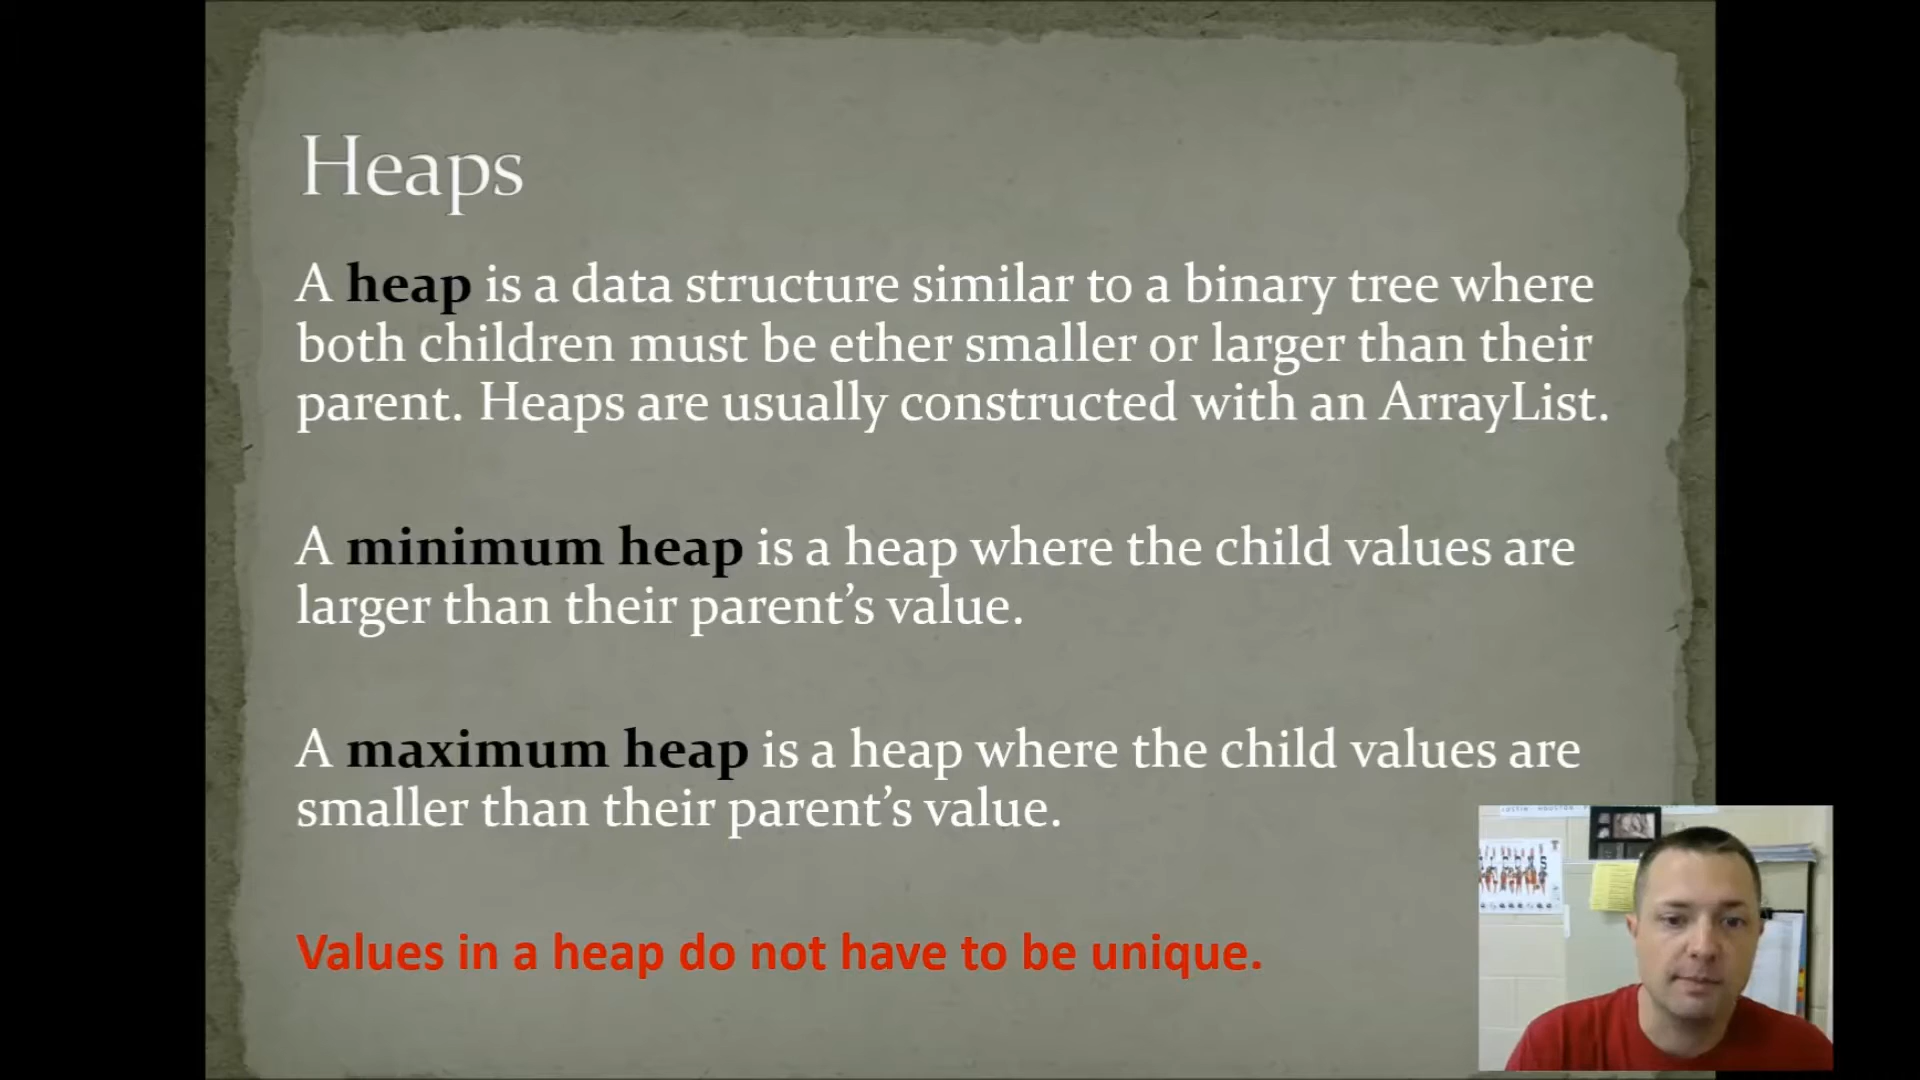 Heaps
A heap is a data structure similar to a binary tree where
both children must be ether smaller or larger than their
parent. Heaps are usually constructed with an ArrayList.
A minimum heap is a heap where the child values are
larger than their parent’s value.
A maximum heap is a heap where the child values are
smaller than their parent’s value.
Values in a heap do not have to be unique.